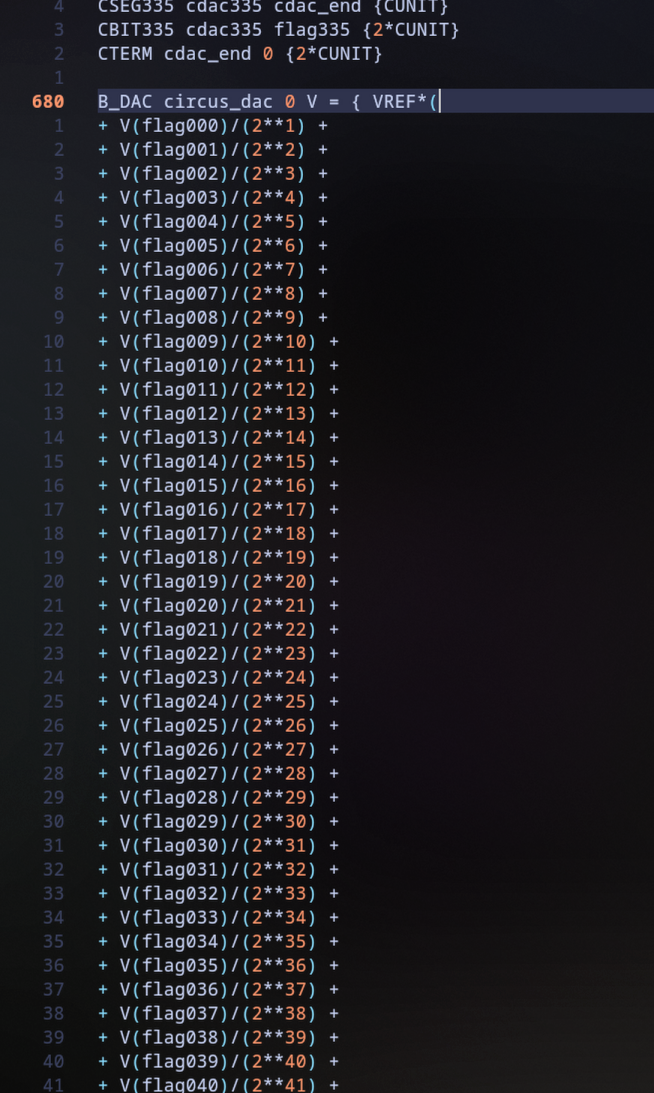 4 CSEG335 cdac335 cdac_end {CUNIT}
3 CBIT335 cdac335 flag335 {2*CUNIT}
2 CTERM cdac_end 0 {2*CUNIT}
1
680 B_DAC circus_dac 0 V = { VREF*(
1 + V(flag000)/(2**1) +
2 + V(flag001)/(2**2) +
3 + V(flag002)/(2**3) +
4 + V(flag003)/(2**4) +
5 + V(flag004)/(2**5) +
6 + V(flag005)/(2**6) +
7 + V(flag006)/(2**7) +
8 + V(flag007)/(2**8) +
9 + V(flag008)/(2**9) +
10 + V(flag009)/(2**10) +
11 + V(flag010)/(2**11) +
12 + V(flag011)/(2**12) +
13 + V(flag012)/(2**13) +
14 + V(flag013)/(2**14) +
15 + V(flag014)/(2**15) +
16 + V(flag015)/(2**16) +
17 + V(flag016)/(2**17) +
18 + V(flag017)/(2**18) +
19 + V(flag018)/(2**19) +
20 + V(flag019)/(2**20) +
21 + V(flag020)/(2**21) +
22 + V(flag021)/(2**22) +
23 + V(flag022)/(2**23) +
24 + V(flag023)/(2**24) +
25 + V(flag024)/(2**25) +
26 + V(flag025)/(2**26) +
27 + V(flag026)/(2**27) +
28 + V(flag027)/(2**28) +
29 + V(flag028)/(2**29) +
30 + V(flag029)/(2**30) +
31 + V(flag030)/(2**31) +
32 + V(flag031)/(2**32) +
33 + V(flag032)/(2**33) +
34 + V(flag033)/(2**34) +
35 + V(flag034)/(2**35) +
36 + V(flag035)/(2**36) +
37 + V(flag036)/(2**37) +
38 + V(flag037)/(2**38) +
39 + V(flag038)/(2**39) +
40 + V(flag039)/(2**40) +
41 + V(flag040)/(2**41) +